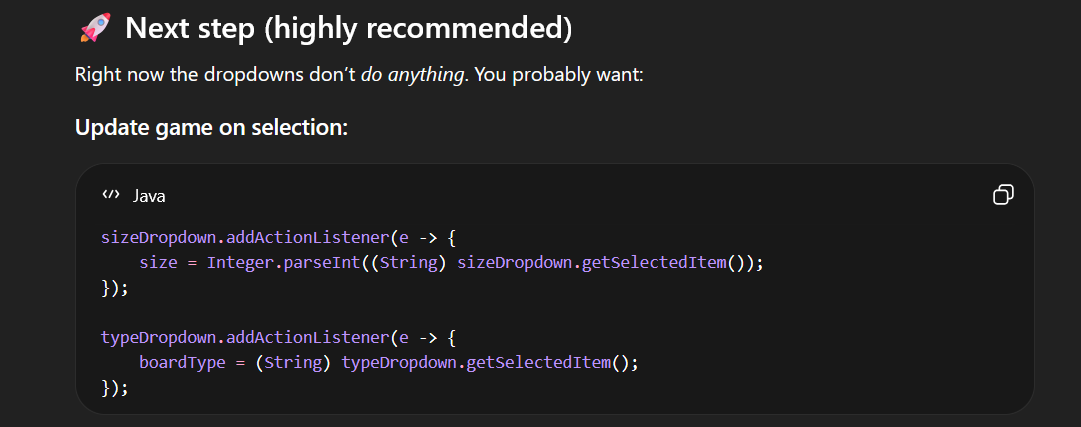 🚀 Next step (highly recommended)
Right now the dropdowns don’t do anything. You probably want:
Update game on selection:
</> Java
sizeDropdown.addActionListener(e -> {
    size = Integer.parseInt((String) sizeDropdown.getSelectedItem());
});

typeDropdown.addActionListener(e -> {
    boardType = (String) typeDropdown.getSelectedItem();
});